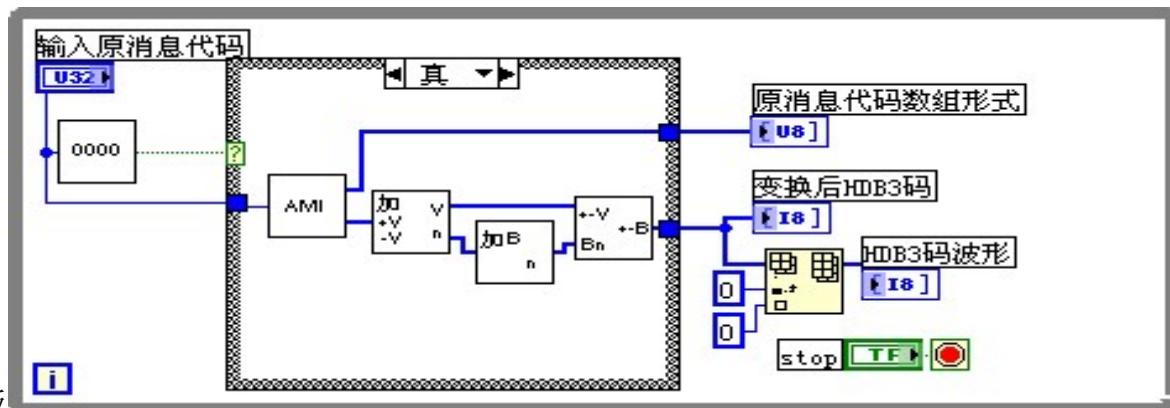 输入原消息代码
U32
真
0000
?
AMI
加 V
+V
-V n
加B
n
+-V
+-B
Bn
原消息代码数组形式
[U8]
变换后HDB3码
[I8]
HDB3码波形
[I8]
0
0
stop
TF
i